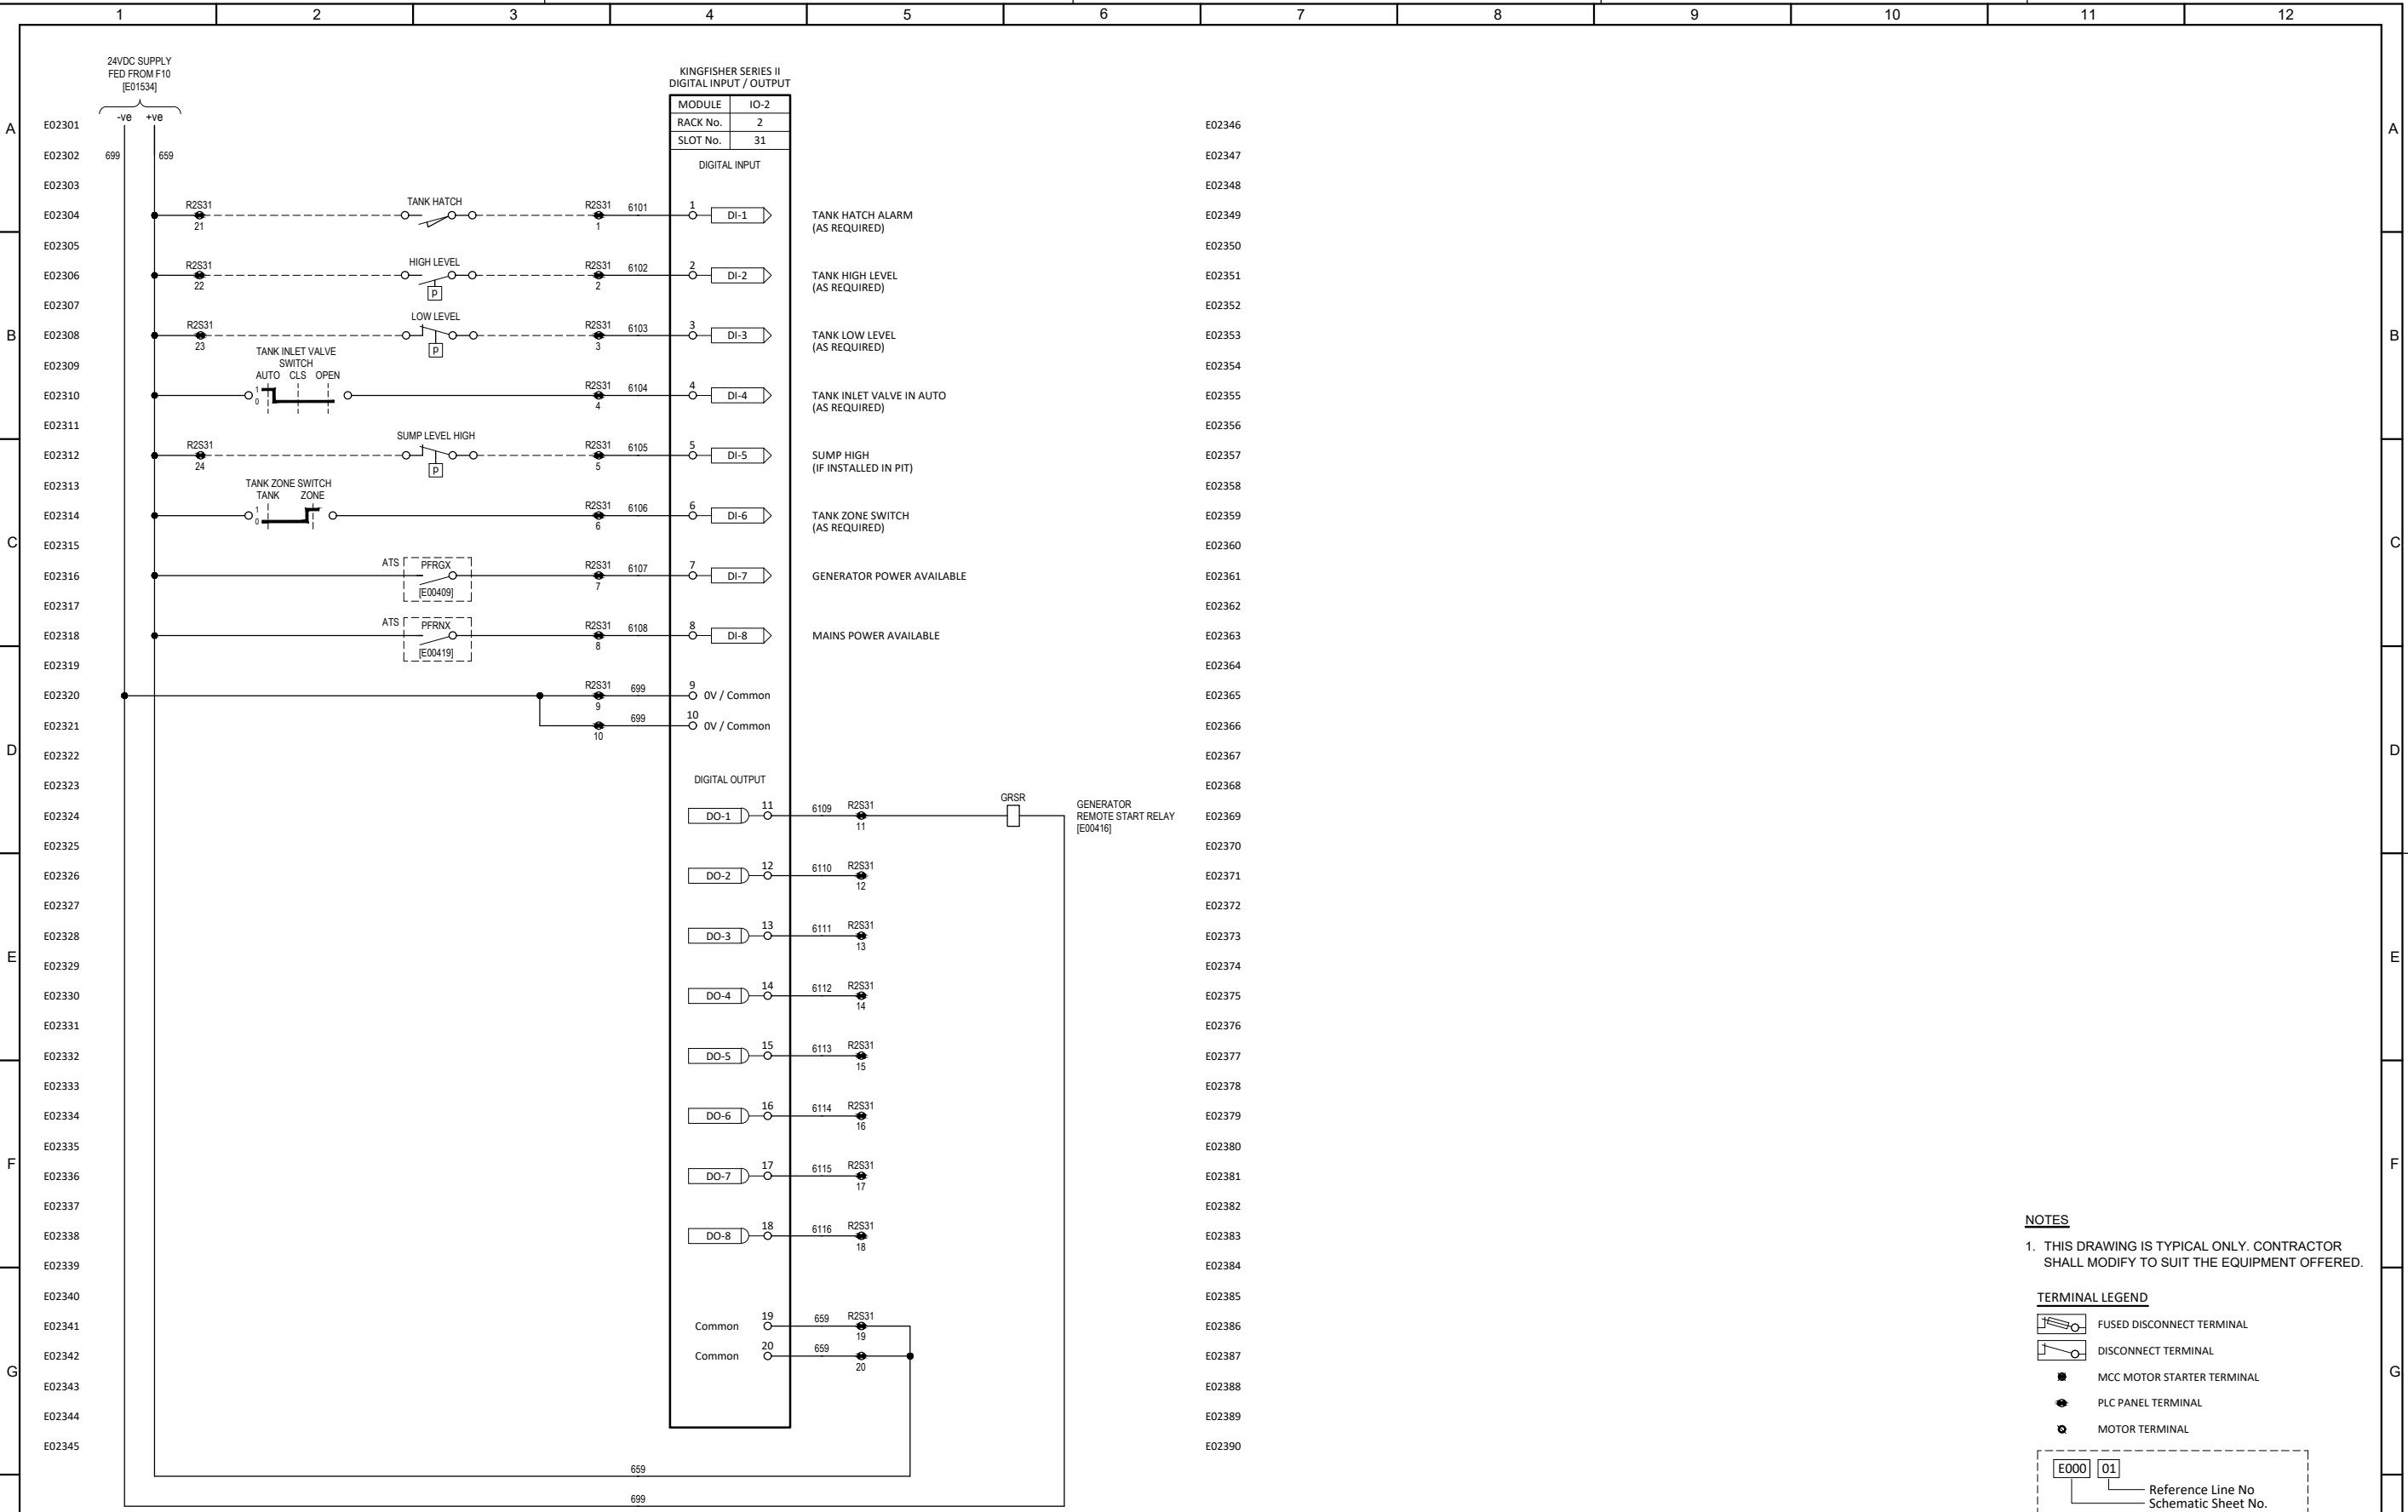 1 2 3 4 5 6 7 8 9 10 11 12
24VDC SUPPLY
FED FROM F10
[E01534]
-ve +ve
699 659
KINGFISHER SERIES II
DIGITAL INPUT / OUTPUT
MODULE IO-2
RACK No. 2
SLOT No. 31
DIGITAL INPUT
A E02301 E02346 A
E02302 E02347
E02303 E02348
E02304 R2S31 21 TANK HATCH R2S31 1 6101 1 DI-1 TANK HATCH ALARM E02349
(AS REQUIRED)
E02305 E02350
E02306 R2S31 22 HIGH LEVEL p R2S31 2 6102 2 DI-2 TANK HIGH LEVEL E02351
(AS REQUIRED)
E02307 E02352
B E02308 R2S31 23 LOW LEVEL p R2S31 3 6103 3 DI-3 TANK LOW LEVEL E02353 B
(AS REQUIRED)
TANK INLET VALVE
SWITCH
E02309 E02354
AUTO CLS OPEN
E02310 1 0 R2S31 4 6104 4 DI-4 TANK INLET VALVE IN AUTO E02355
(AS REQUIRED)
E02311 E02356
E02312 R2S31 24 SUMP LEVEL HIGH p R2S31 5 6105 5 DI-5 SUMP HIGH E02357
(IF INSTALLED IN PIT)
E02313 TANK ZONE SWITCH E02358
TANK ZONE
E02314 1 0 R2S31 6 6106 6 DI-6 TANK ZONE SWITCH E02359
(AS REQUIRED)
C E02315 E02360 C
E02316 ATS PFRGX [E00409] R2S31 7 6107 7 DI-7 GENERATOR POWER AVAILABLE E02361
E02317 E02362
E02318 ATS PFRNX [E00419] R2S31 8 6108 8 DI-8 MAINS POWER AVAILABLE E02363
E02319 E02364
E02320 R2S31 9 699 9 0V / Common E02365
E02321 10 699 10 0V / Common E02366
D E02322 E02367 D
E02323 DIGITAL OUTPUT E02368
E02324 DO-1 11 6109 R2S31 11 GRSR GENERATOR E02369
REMOTE START RELAY
[E00416]
E02325 E02370
E02326 DO-2 12 6110 R2S31 12 E02371
E02327 E02372
E02328 DO-3 13 6111 R2S31 13 E02373
E E02329 E02374 E
E02330 DO-4 14 6112 R2S31 14 E02375
E02331 E02376
E02332 DO-5 15 6113 R2S31 15 E02377
E02333 E02378
E02334 DO-6 16 6114 R2S31 16 E02379
E02335 E02380
F E02336 DO-7 17 6115 R2S31 17 E02381 F
E02337 E02382
E02338 DO-8 18 6116 R2S31 18 E02383
E02339 E02384
E02340 E02385
E02341 Common 19 659 R2S31 19 E02386
E02342 Common 20 659 20 E02387
G E02343 E02388 G
E02344 E02389
E02345 E02390
659
699
NOTES
1. THIS DRAWING IS TYPICAL ONLY. CONTRACTOR
SHALL MODIFY TO SUIT THE EQUIPMENT OFFERED.
TERMINAL LEGEND
FUSED DISCONNECT TERMINAL
DISCONNECT TERMINAL
MCC MOTOR STARTER TERMINAL
PLC PANEL TERMINAL
MOTOR TERMINAL
E000 01
Reference Line No
Schematic Sheet No.